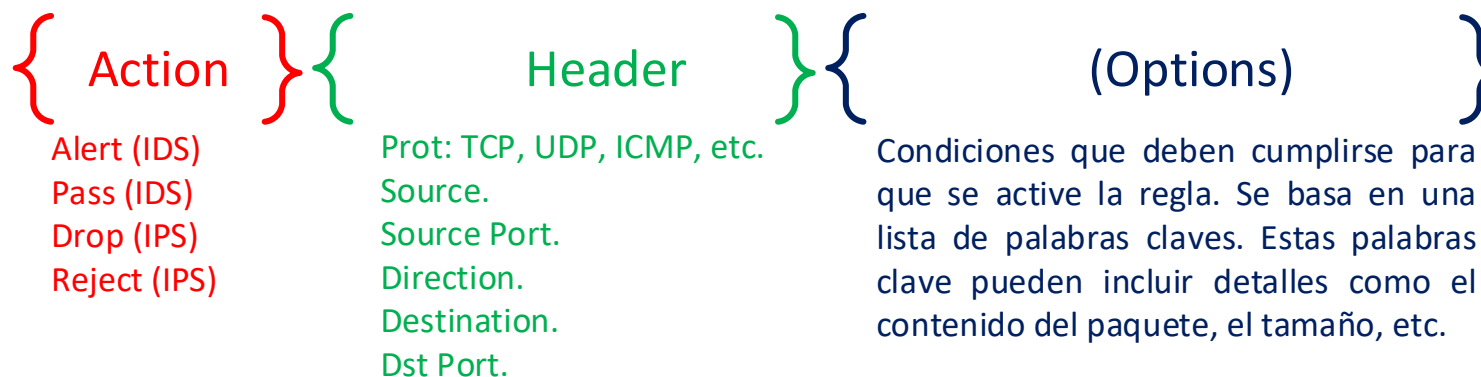 Action
Header
(Options)
Alert (IDS)
Pass (IDS)
Drop (IPS)
Reject (IPS)
Prot: TCP, UDP, ICMP, etc.
Source.
Source Port.
Direction.
Destination.
Dst Port.
Condiciones que deben cumplirse para
que se active la regla. Se basa en una
lista de palabras claves. Estas palabras
clave pueden incluir detalles como el
contenido del paquete, el tamaño, etc.